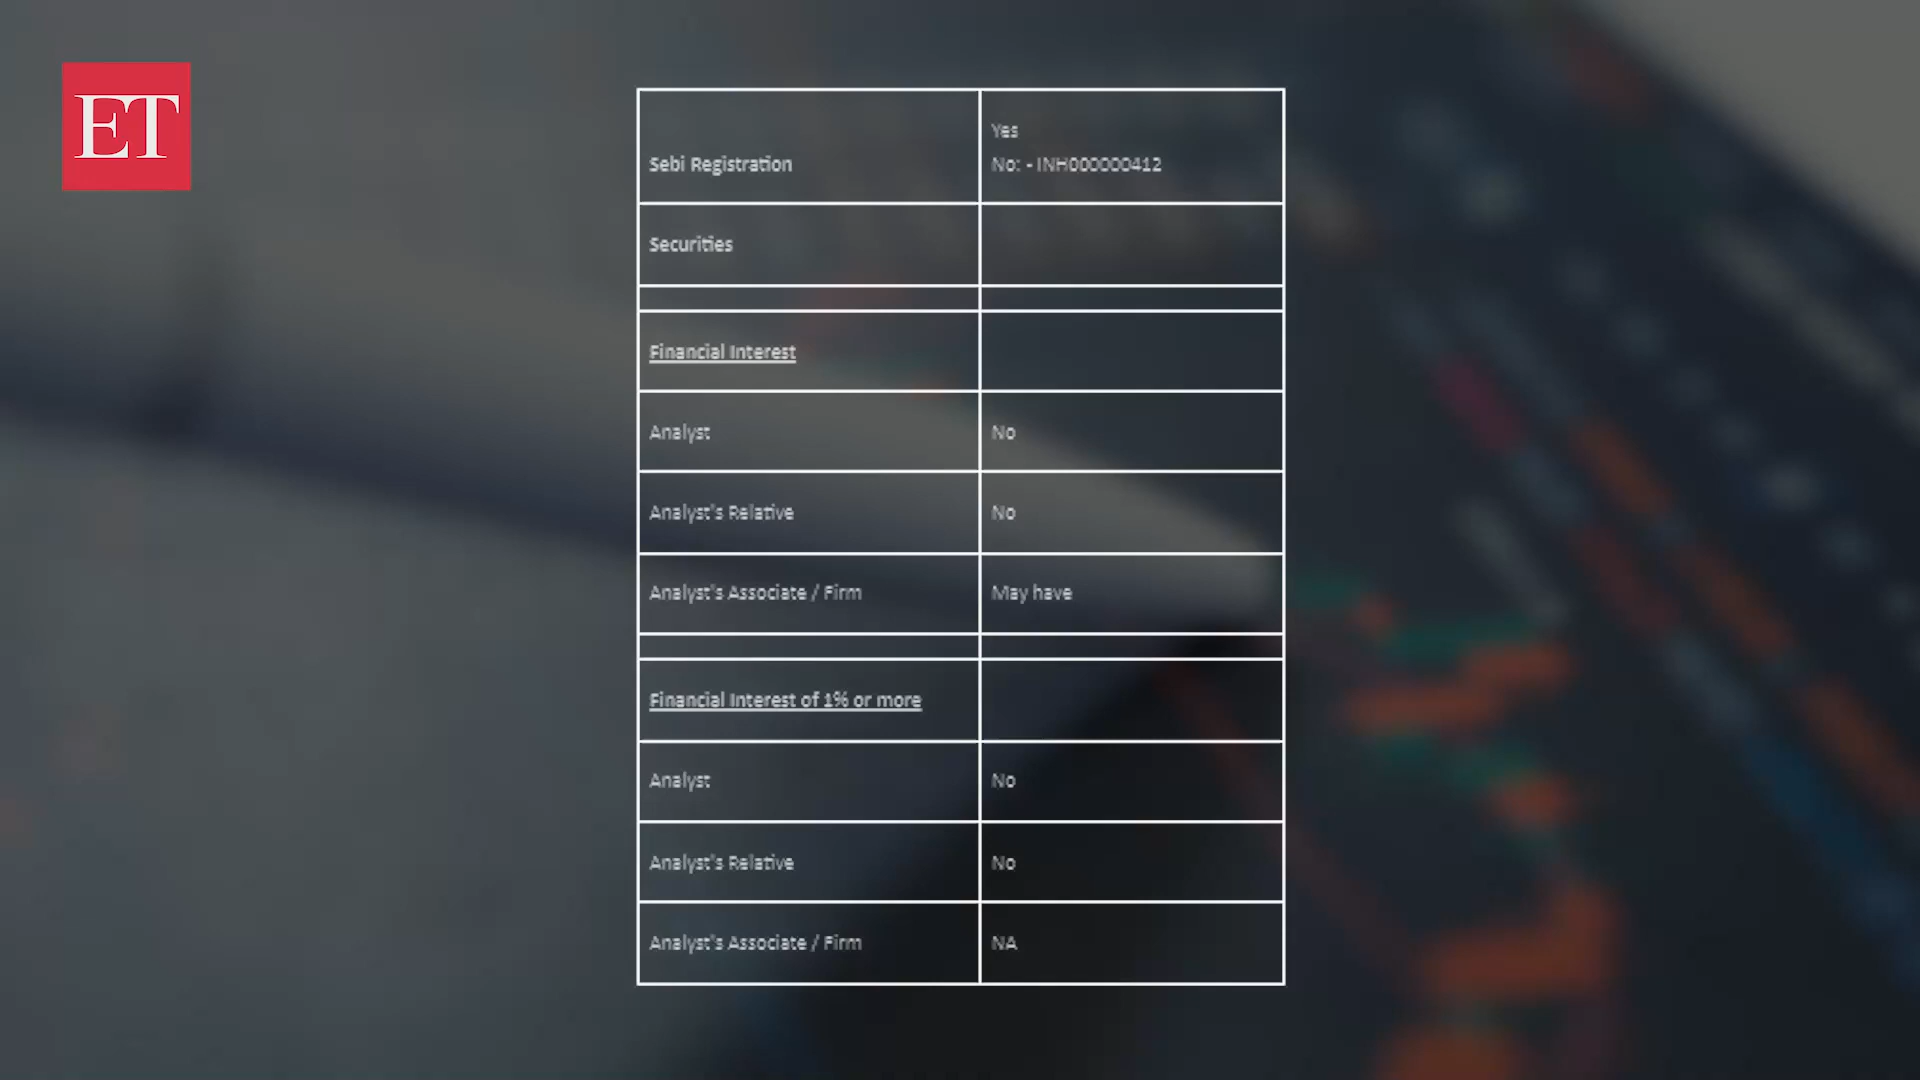 ET
Yes
Sebi Registration No: - INH000000412
Securities
Financial Interest
Analyst No
Analyst's Relative No
Analyst's Associate / Firm May have
Financial Interest of 1% or more
Analyst No
Analyst's Relative No
Analyst's Associate / Firm NA